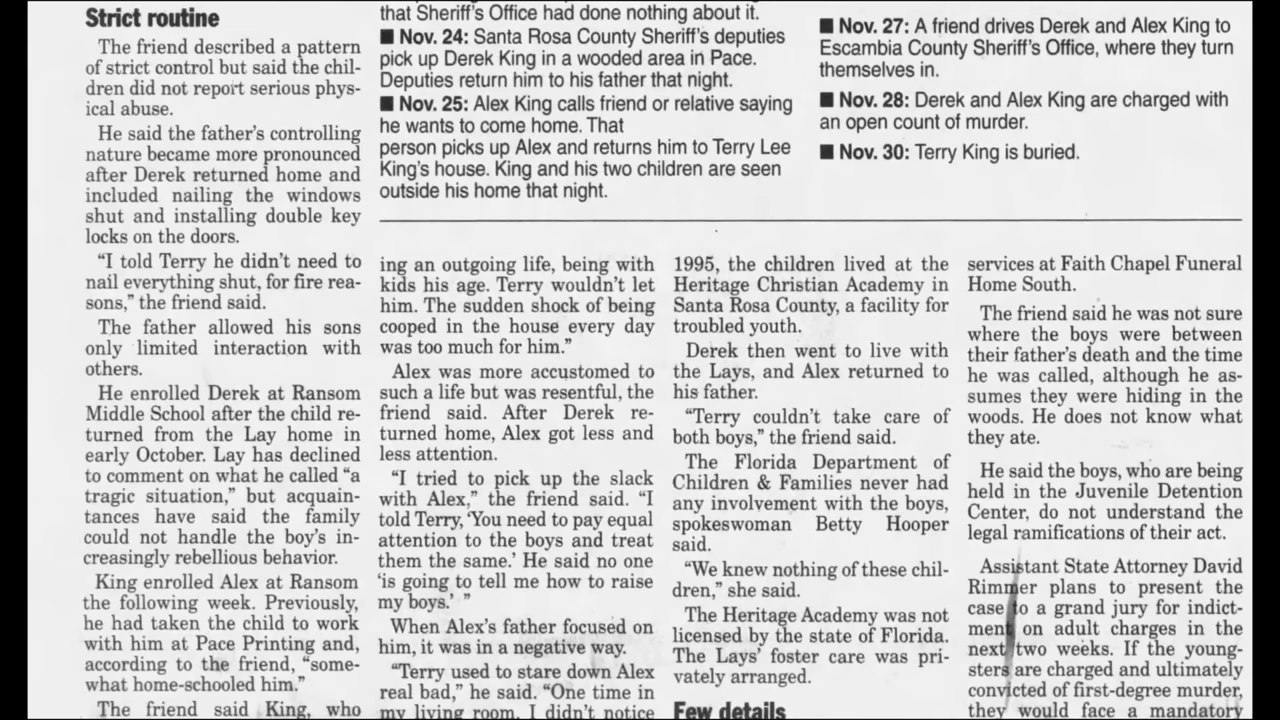 Strict routine
The friend described a pattern
of strict control but said the chil-
dren did not report serious phys-
ical abuse.
He said the father's controlling
nature became more pronounced
after Derek returned home and
included nailing the windows
shut and installing double key
locks on the doors.
"I told Terry he didn't need to
nail everything shut, for fire rea-
sons," the friend said.
The father allowed his sons
only limited interaction with
others.
He enrolled Derek at Ransom
Middle School after the child re-
turned from the Lay home in
early October. Lay has declined
to comment on what he called "a
tragic situation," but acquain-
tances have said the family
could not handle the boy's in-
creasingly rebellious behavior.
King enrolled Alex at Ransom
the following week. Previously,
he had taken the child to work
with him at Pace Printing and,
according to the friend, "some-
what home-schooled him."
The friend said King, who
that Sheriff's Office had done nothing about it.
■ Nov. 24: Santa Rosa County Sheriff's deputies
pick up Derek King in a wooded area in Pace.
Deputies return him to his father that night.
■ Nov. 25: Alex King calls friend or relative saying
he wants to come home. That
person picks up Alex and returns him to Terry Lee
King's house. King and his two children are seen
outside his home that night.
■ Nov. 27: A friend drives Derek and Alex King to
Escambia County Sheriff's Office, where they turn
themselves in.
■ Nov. 28: Derek and Alex King are charged with
an open count of murder.
■ Nov. 30: Terry King is buried.
ing an outgoing life, being with
kids his age. Terry wouldn't let
him. The sudden shock of being
cooped in the house every day
was too much for him."
Alex was more accustomed to
such a life but was resentful, the
friend said. After Derek re-
turned home, Alex got less and
less attention.
"I tried to pick up the slack
with Alex," the friend said. "I
told Terry, 'You need to pay equal
attention to the boys and treat
them the same.' He said no one
'is going to tell me how to raise
my boys.' "
When Alex's father focused on
him, it was in a negative way.
"Terry used to stare down Alex
real bad," he said. "One time in
my living room, I didn't notice
1995, the children lived at the
Heritage Christian Academy in
Santa Rosa County, a facility for
troubled youth.
Derek then went to live with
the Lays, and Alex returned to
his father.
"Terry couldn't take care of
both boys," the friend said.
The Florida Department of
Children & Families never had
any involvement with the boys,
spokeswoman Betty Hooper
said.
"We knew nothing of these chil-
dren," she said.
The Heritage Academy was not
licensed by the state of Florida.
The Lays' foster care was pri-
vately arranged.
Few details
services at Faith Chapel Funeral
Home South.
The friend said he was not sure
where the boys were between
their father's death and the time
he was called, although he as-
sumes they were hiding in the
woods. He does not know what
they ate.
He said the boys, who are being
held in the Juvenile Detention
Center, do not understand the
legal ramifications of their act.
Assistant State Attorney David
Rimmer plans to present the
case to a grand jury for indict-
ment on adult charges in the
next two weeks. If the young-
sters are charged and ultimately
convicted of first-degree murder,
they would face a mandatory